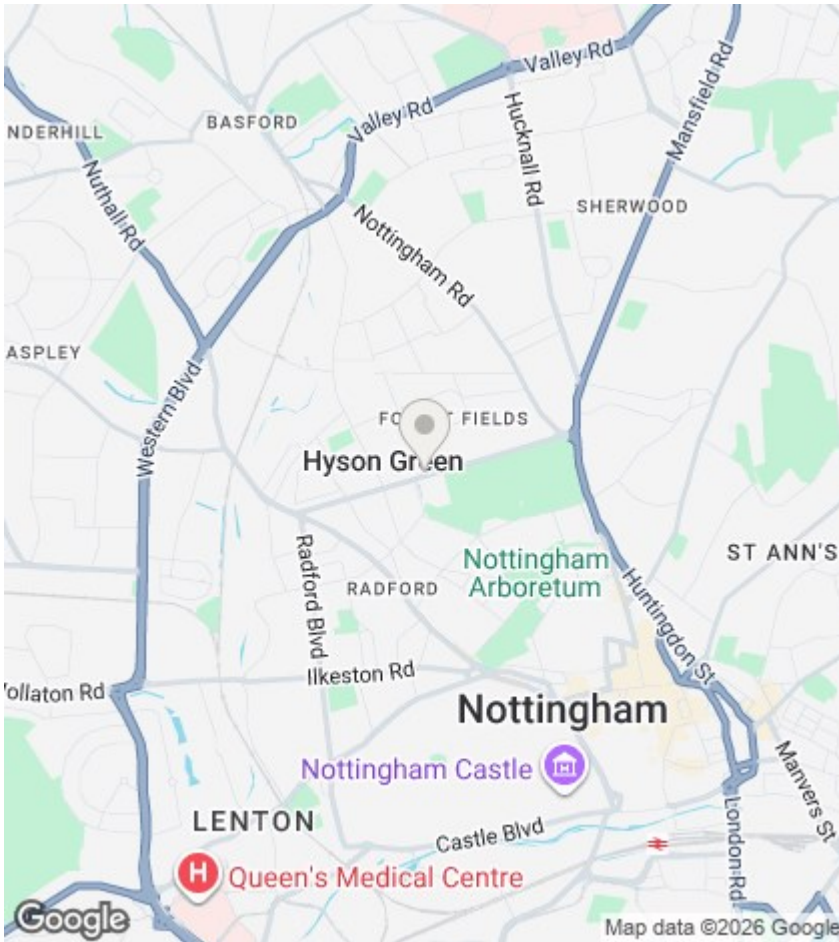 Valley Rd
Mansfield Rd
BASFORD
NDERHILL
Valley Rd
Hucknall Rd
Nuthall Rd
SHERWOOD
Nottingham Rd
ASPLEY
Western Blvd
FIELDS
Hyson Green
Nottingham
Arboretum
ST ANN'S
Radford Blvd
RADFORD
Huntingdon St
Ilkeston Rd
ollaton Rd
Nottingham
Nottingham Castle
Manvers St
LENTON
Castle Blvd
London Rd
H
Queen's Medical Centre
Google
Map data ©2026 Google